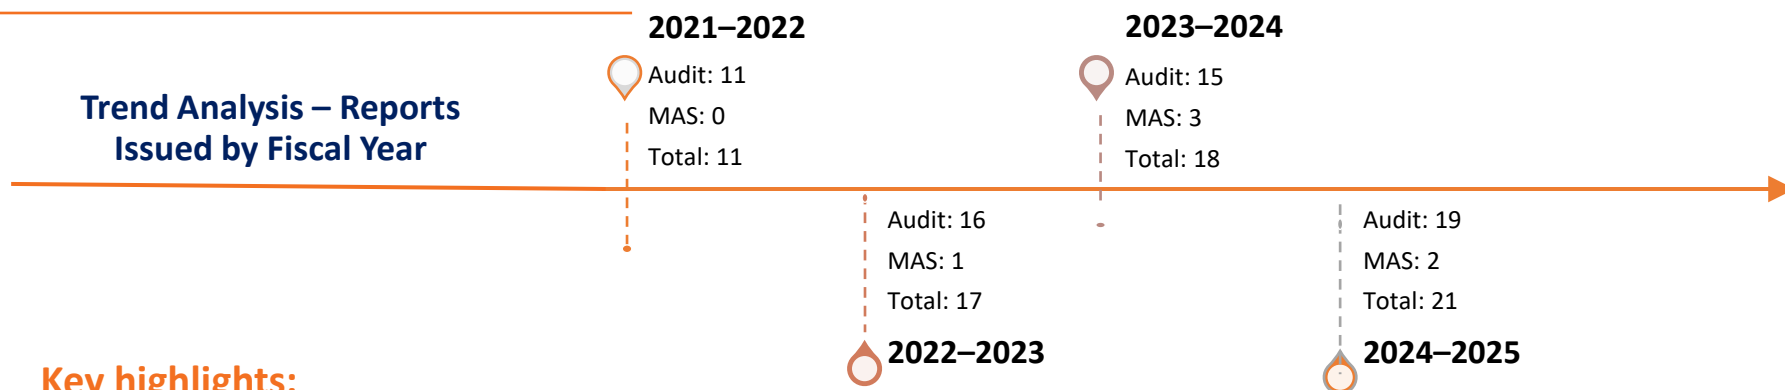 Trend Analysis – Reports
Issued by Fiscal Year
2021–2022
Audit: 11
MAS: 0
Total: 11
Audit: 16
MAS: 1
Total: 17
2022–2023
2023–2024
Audit: 15
MAS: 3
Total: 18
Audit: 19
MAS: 2
Total: 21
2024–2025
Key highlights: